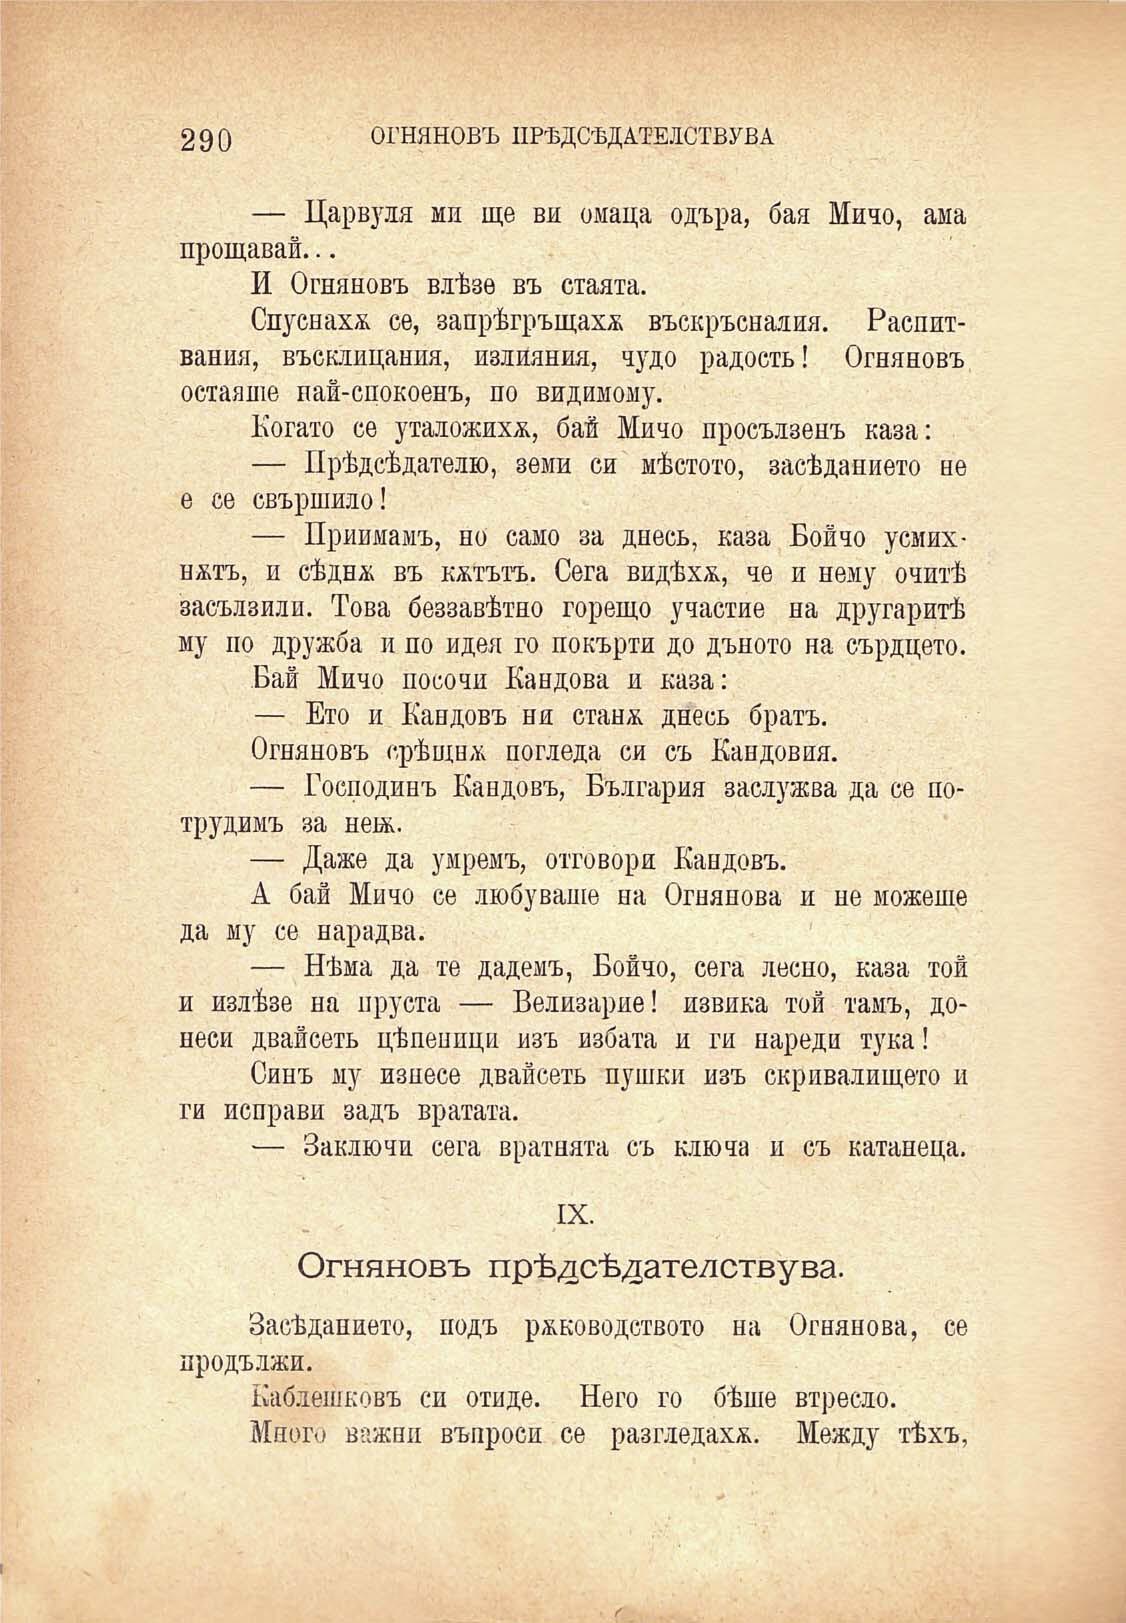 290 ОГНЯНОВЪ ПРѢДСѢДАТЕЛСТВУВА
— Царвуля ми ще ви омаца одъра, бая Мичо, ама
прощавай...
И Огняновъ влѣзе въ стаята.
Спуснахѫ се, запрѣгръщахѫ въскръсналия. Распит-
вания, въсклицания, излияния, чудо радость! Огняновъ
остаяше най-спокоенъ, по видимому.
Когато се уталожихѫ, бай Мичо просълзенъ каза:
— Прѣдсѣдателю, земи си мѣстото, засѣданието не
е се свършило!
— Приимамъ, но само за днесь, каза Бойчо усмих-
нѫтъ, и сѣднѫ въ кѫтътъ. Сега видѣхѫ, че и нему очитѣ
засълзили. Това беззавѣтно горещо участие на другаритѣ
му по дружба и по идея го покърти до дъното на сърдцето.
Бай Мичо посочи Кандова и каза:
— Ето и Кандовъ ни станѫ днесь братъ.
Огняновъ срѣщнѫ погледа си съ Кандовия.
— Господинъ Кандовъ, България заслужва да се по-
трудимъ за неѭ.
— Даже да умремъ, отговори Кандовъ.
А бай Мичо се любуваше на Огнянова и не можеше
да му се нарадва.
— Нѣма да те дадемъ, Бойчо, сега лесно, каза той
и излѣзе на пруста — Велизарие! извика той тамъ, до-
неси двайсеть цѣпеници изъ избата и ги нареди тука!
Синъ му изнесе двайсеть пушки изъ скривалището и
ги исправи задъ вратата.
— Заключи сега вратнята съ ключа и съ катанеца.
IX.
Огняновъ прѣдсѣдателствува.
Засѣданието, подъ рѫководството на Огнянова, се
продължи.
Каблешковъ си отиде. Него го бѣше втресло.
Много важни въпроси се разгледахѫ. Между тѣхъ,